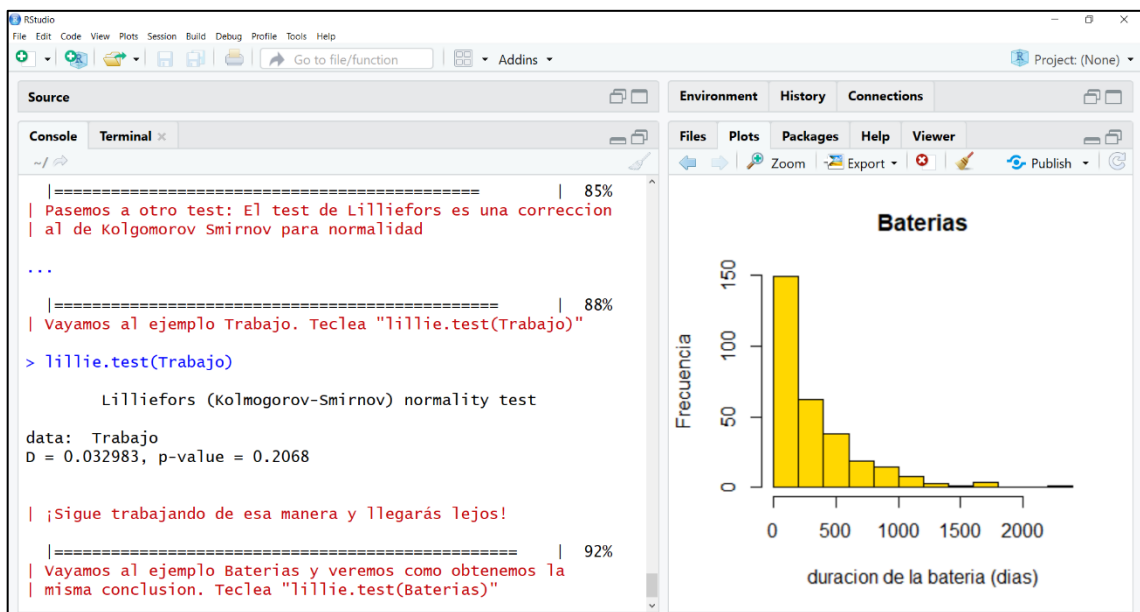 RStudio
File Edit Code View Plots Session Build Debug Profile Tools Help
Go to file/function
Addins
Project: (None)
Source
Console Terminal
~/
|============================================= | 85%
| Pasemos a otro test: El test de Lilliefors es una correccion
| al de Kolgomorov Smirnov para normalidad
...
|=============================================== | 88%
| Vayamos al ejemplo Trabajo. Teclea "lillie.test(Trabajo)"
> lillie.test(Trabajo)
Lilliefors (Kolmogorov-Smirnov) normality test
data: Trabajo
D = 0.032983, p-value = 0.2068
| ¡Sigue trabajando de esa manera y llegarás lejos!
|================================================= | 92%
| Vayamos al ejemplo Baterias y veremos como obtenemos la
| misma conclusion. Teclea "lillie.test(Baterias)"
Environment History Connections
Files Plots Packages Help Viewer
Zoom Export Publish
Baterias
Frecuencia
150
100
50
0
0 500 1000 1500 2000
duracion de la bateria (dias)